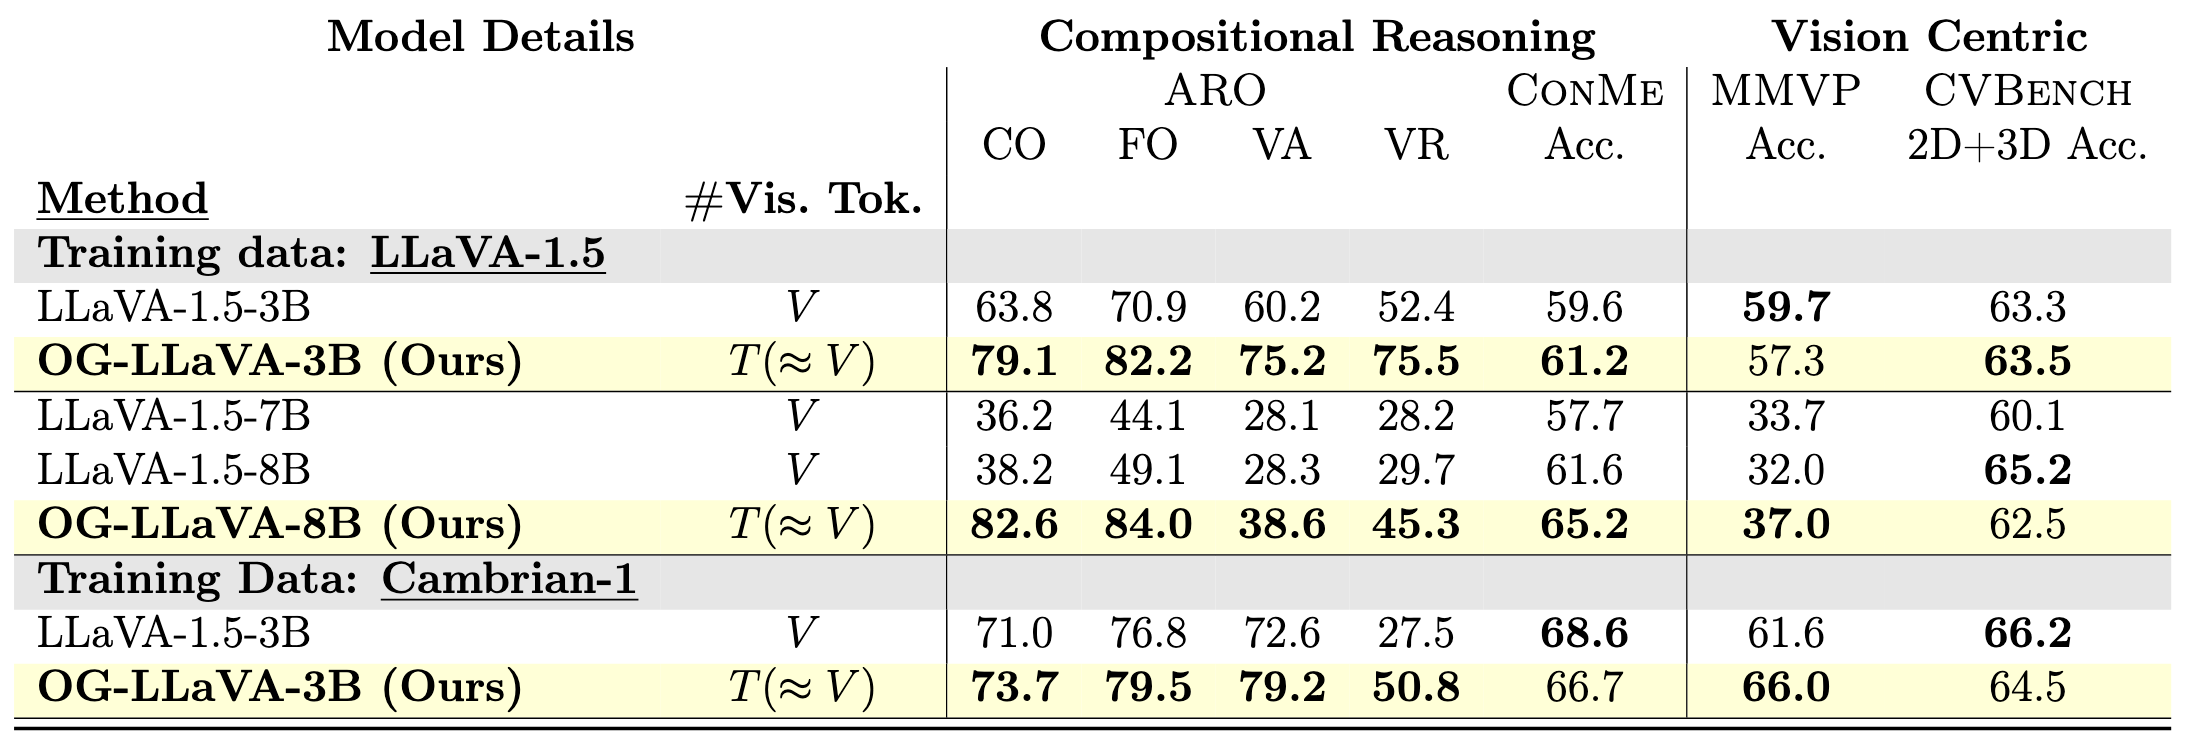 Model Details Compositional Reasoning Vision Centric
ARO ConMe MMVP CVBench
CO FO VA VR Acc. Acc. 2D+3D Acc.
Method #Vis. Tok.
Training data: LLaVA-1.5
LLaVA-1.5-3B V 63.8 70.9 60.2 52.4 59.6 59.7 63.3
OG-LLaVA-3B (Ours) T(≈ V) 79.1 82.2 75.2 75.5 61.2 57.3 63.5
LLaVA-1.5-7B V 36.2 44.1 28.1 28.2 57.7 33.7 60.1
LLaVA-1.5-8B V 38.2 49.1 28.3 29.7 61.6 32.0 65.2
OG-LLaVA-8B (Ours) T(≈ V) 82.6 84.0 38.6 45.3 65.2 37.0 62.5
Training Data: Cambrian-1
LLaVA-1.5-3B V 71.0 76.8 72.6 27.5 68.6 61.6 66.2
OG-LLaVA-3B (Ours) T(≈ V) 73.7 79.5 79.2 50.8 66.7 66.0 64.5